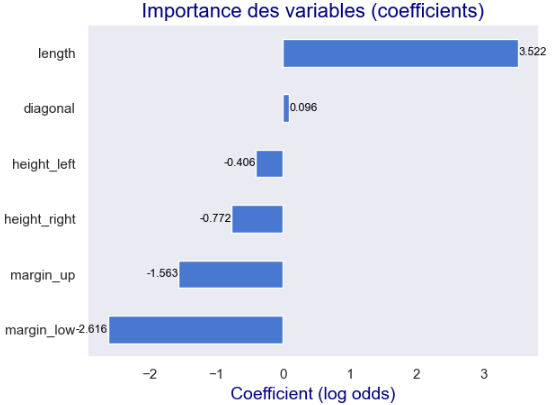 Importance des variables (coefficients)
length 3.522
diagonal 0.096
height_left -0.406
height_right -0.772
margin_up -1.563
margin_low -2.616
−2 −1 0 1 2 3
Coefficient (log odds)